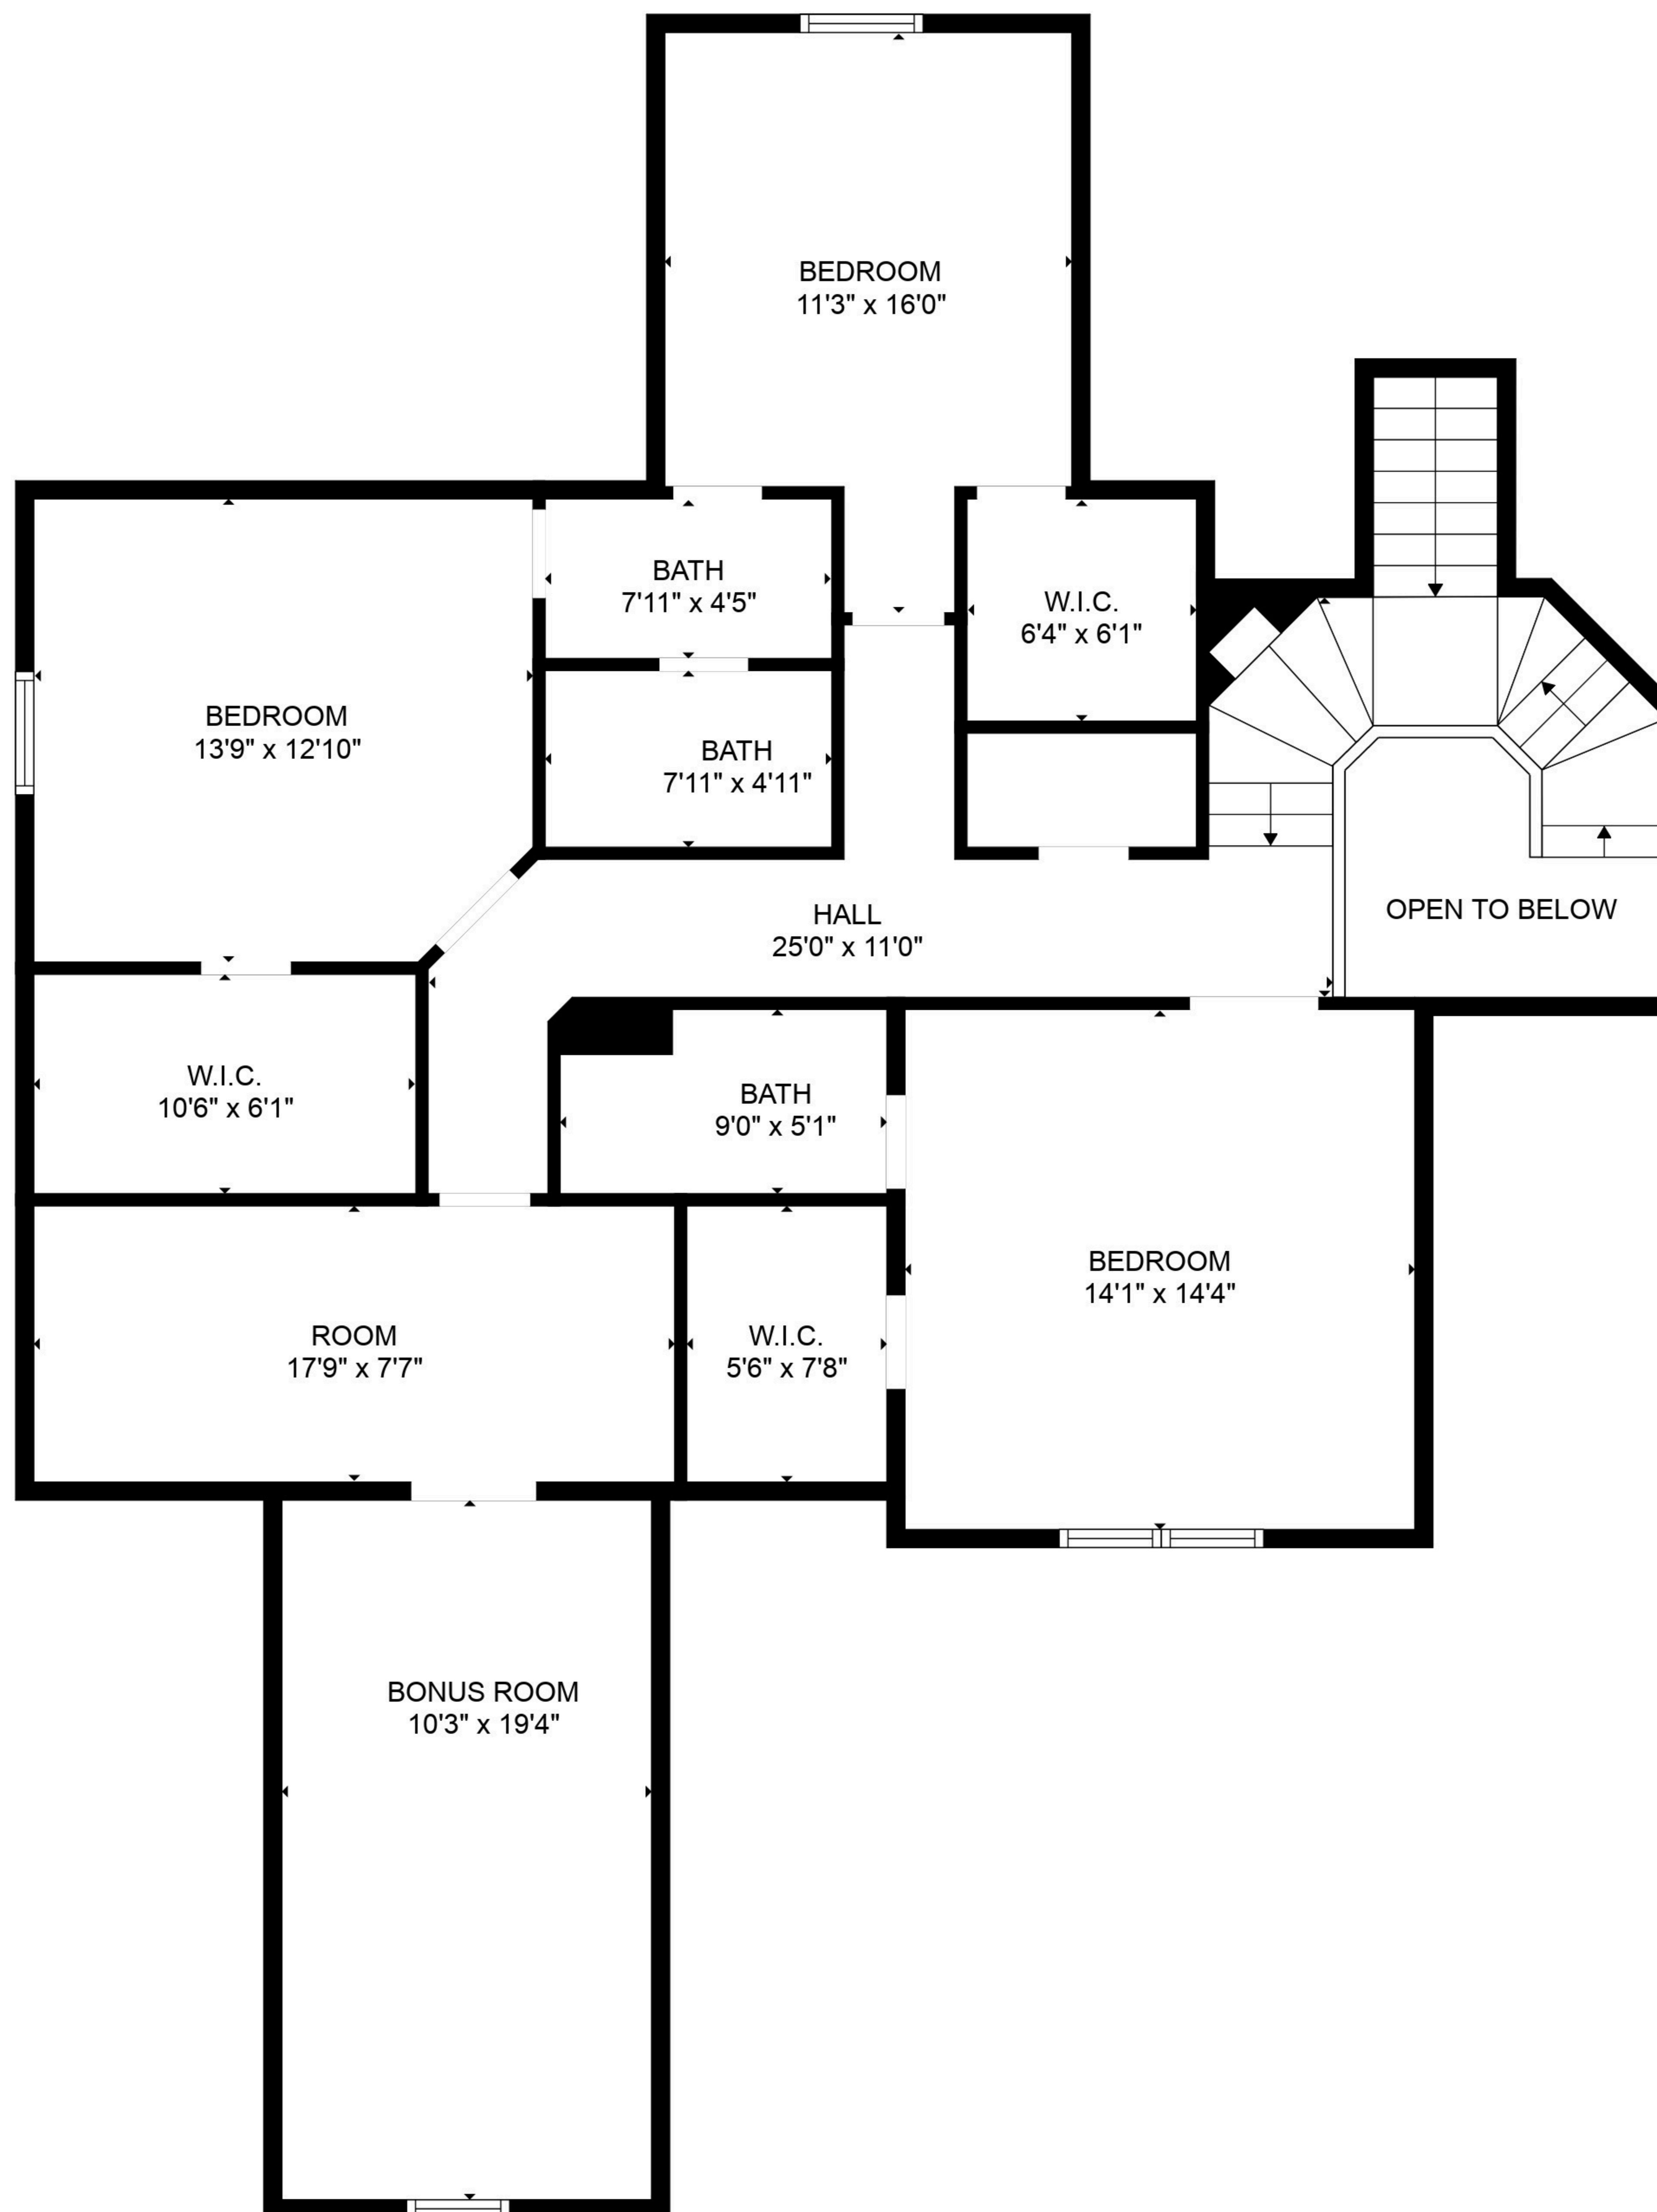 BEDROOM
11'3" x 16'0"
BATH
7'11" x 4'5"
W.I.C.
6'4" x 6'1"
BEDROOM
13'9" x 12'10"
BATH
7'11" x 4'11"
HALL
25'0" x 11'0"
OPEN TO BELOW
W.I.C.
10'6" x 6'1"
BATH
9'0" x 5'1"
BEDROOM
14'1" x 14'4"
ROOM
17'9" x 7'7"
W.I.C.
5'6" x 7'8"
BONUS ROOM
10'3" x 19'4"